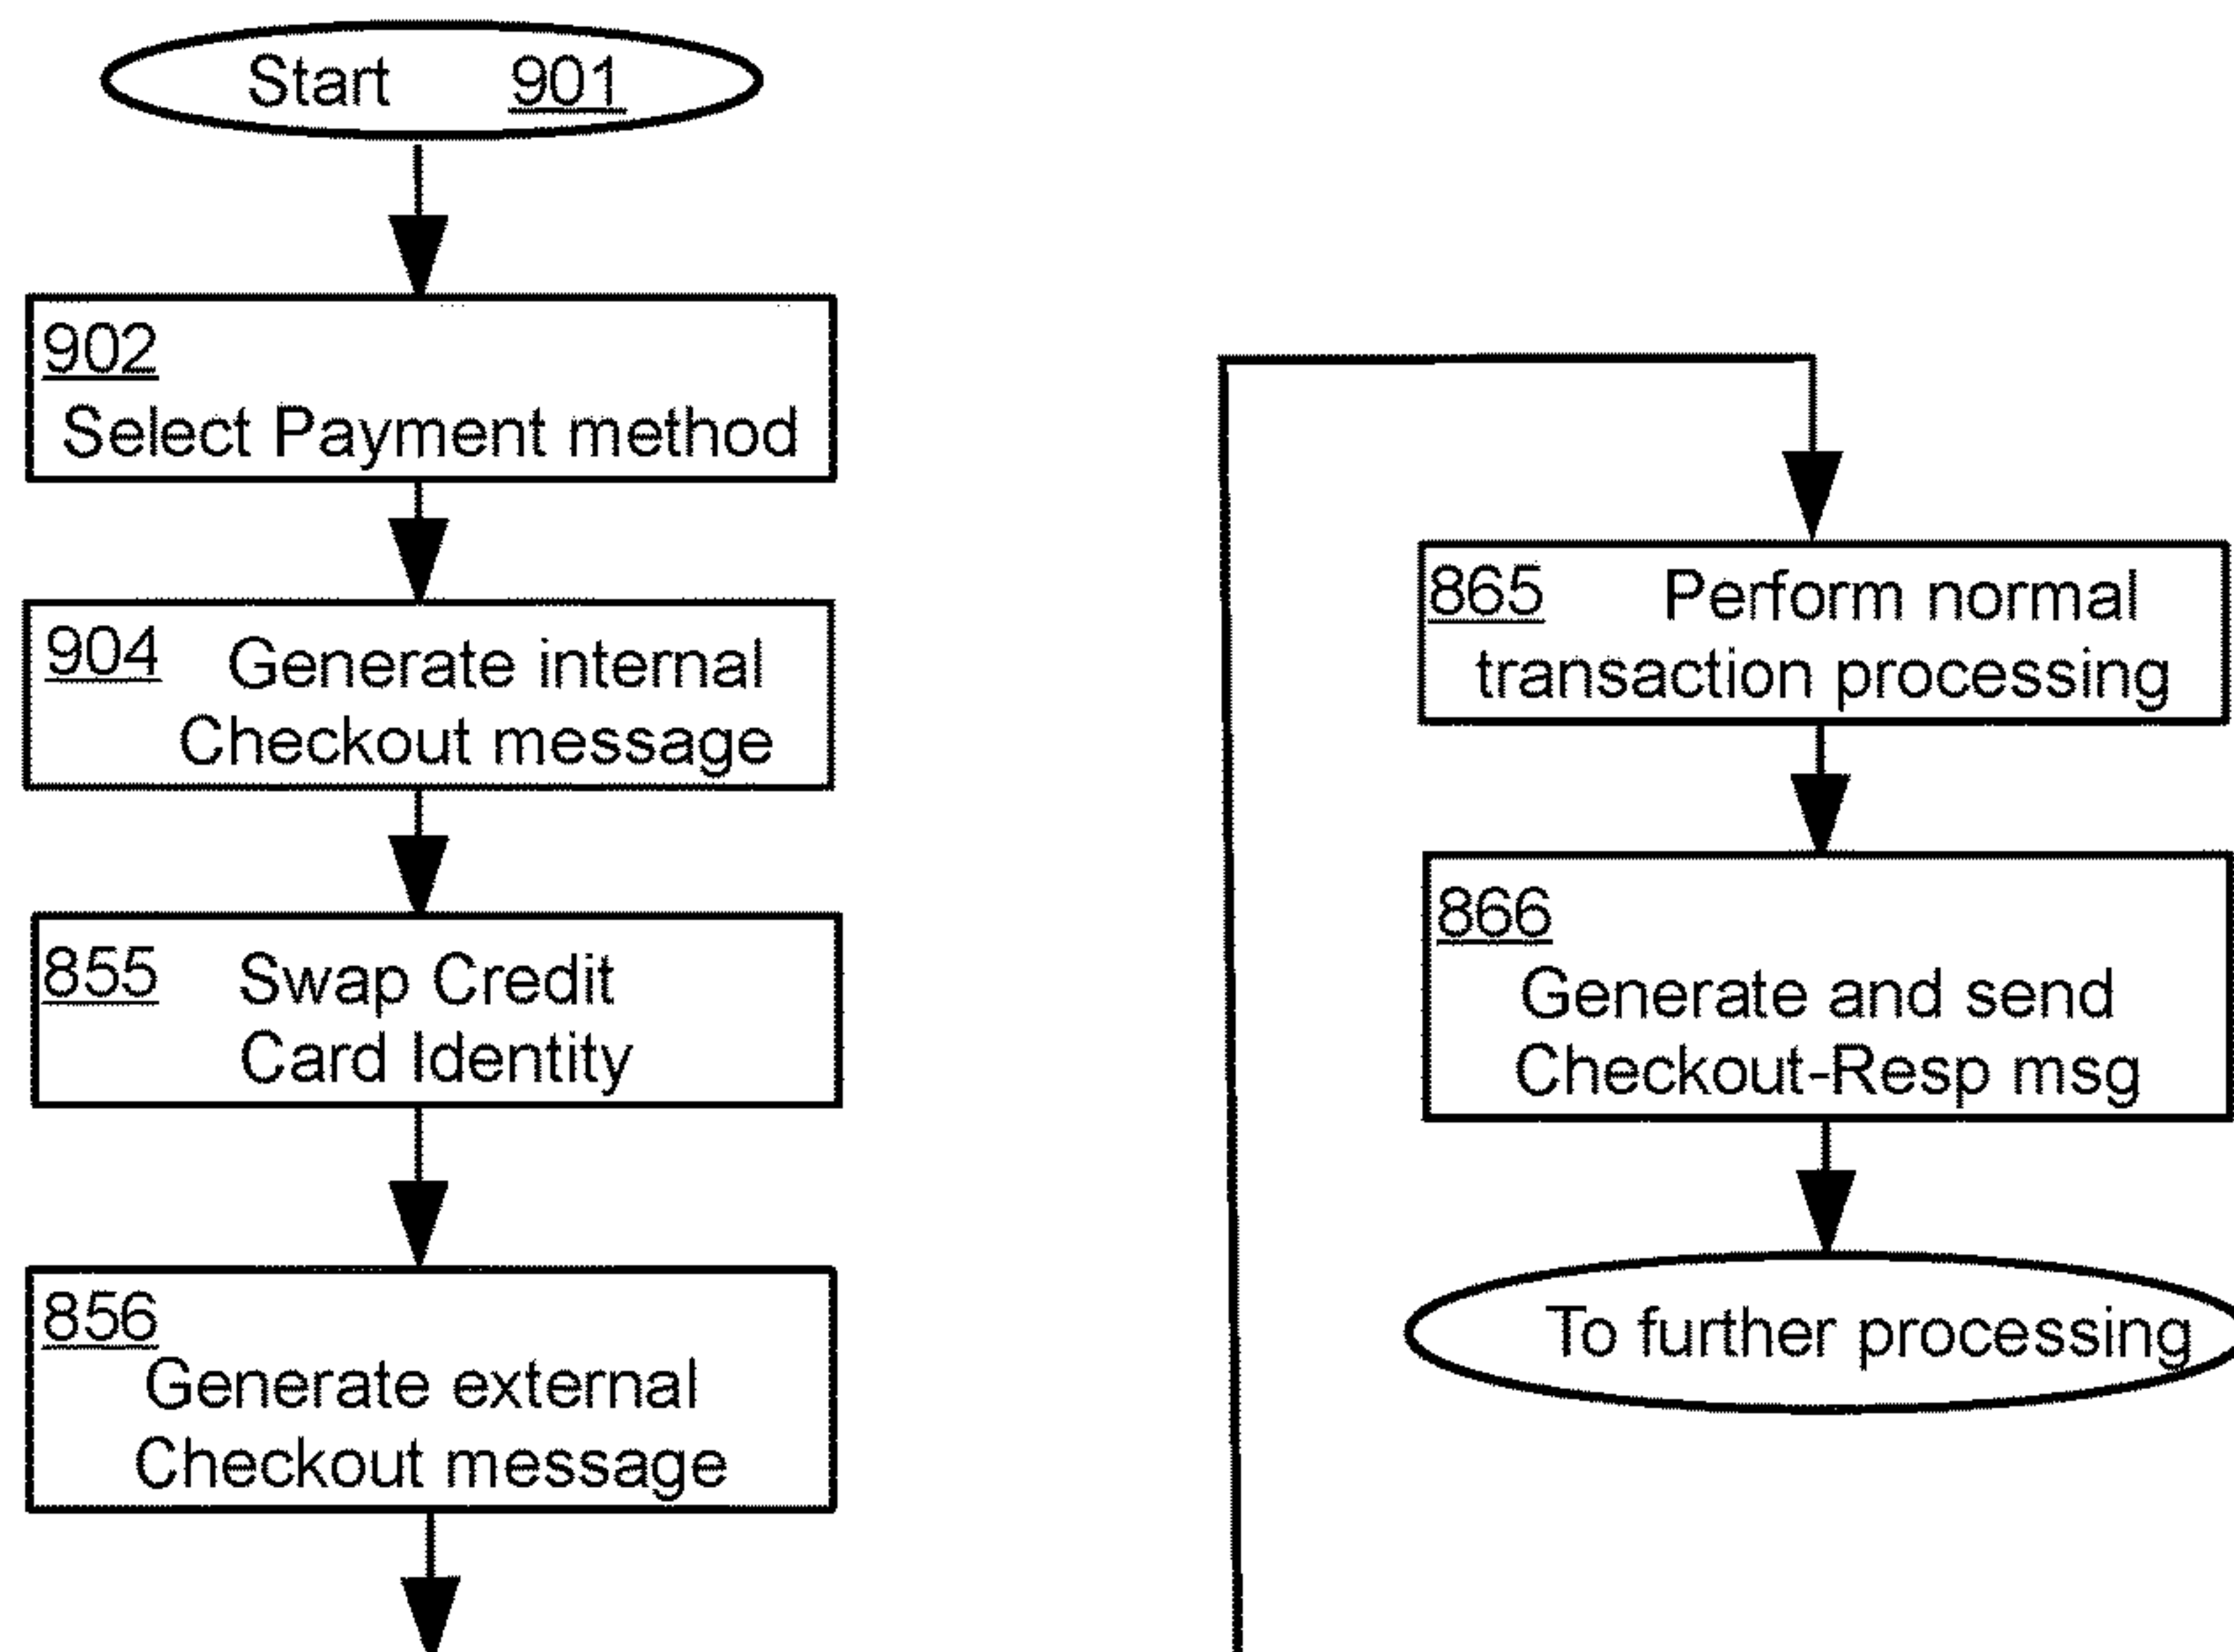 Start 901
902
Select Payment method
904 Generate internal
Checkout message
855 Swap Credit
Card Identity
856
Generate external
Checkout message
865 Perform normal
transaction processing
866
Generate and send
Checkout-Resp msg
To further processing